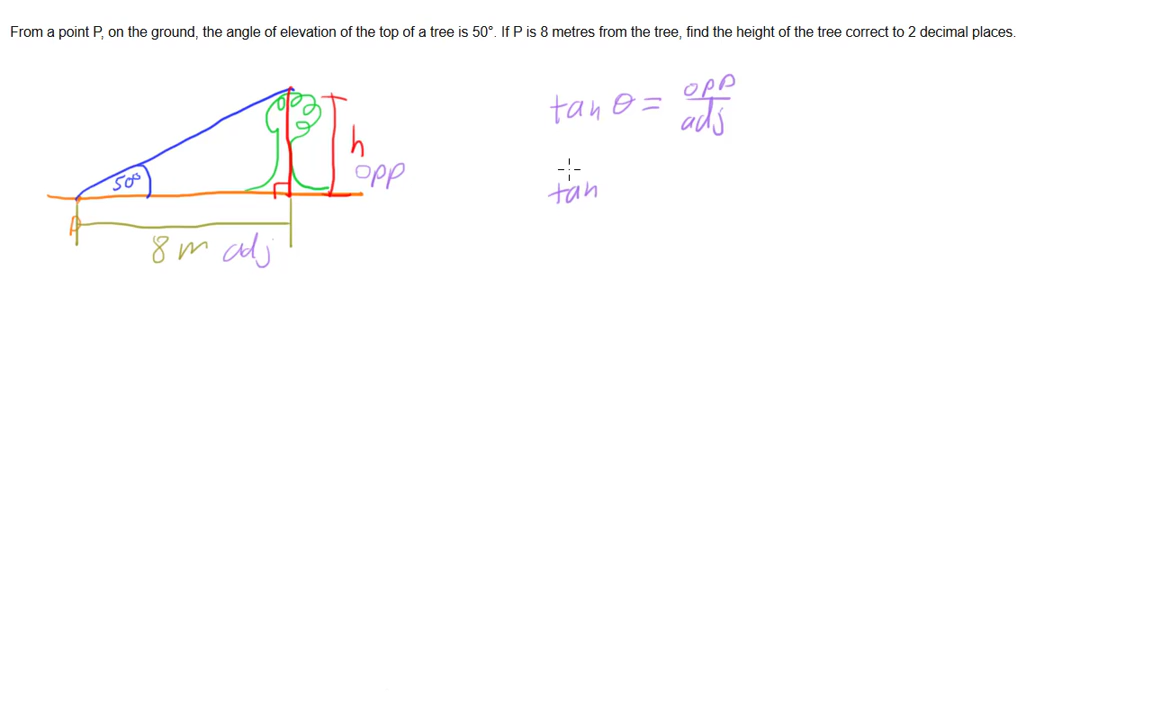 From a point P, on the ground, the angle of elevation of the top of a tree is 50°. If P is 8 metres from the tree, find the height of the tree correct to 2 decimal places.
tan θ = opp/adj
h
opp
50°
tan
P
8 m adj